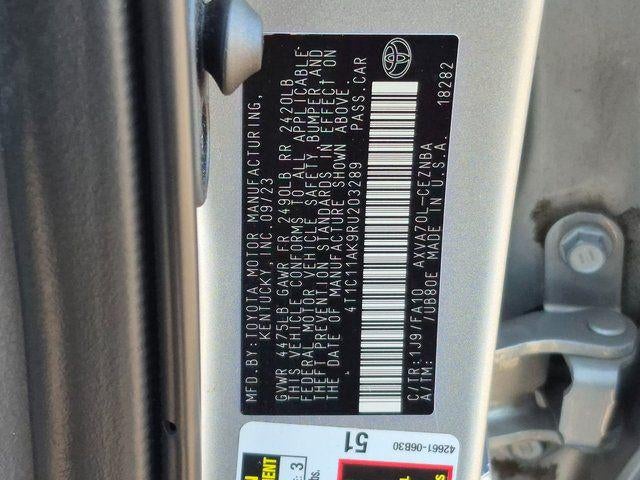 MFD.BY: TOYOTA MOTOR MANUFACTURING,
KENTUCKY, INC. 09/23
GVWR 4475LB GAWR FR 2490LB RR 2420LB
THIS VEHICLE CONFORMS TO ALL APPLICABLE
FEDERAL MOTOR VEHICLE SAFETY, BUMPER, AND
THEFT PREVENTION STANDARDS IN EFFECT ON
THE DATE OF MANUFACTURE SHOWN ABOVE.
4T1C11AK9RU203289 PASS.CAR
C/TR: 1J9/FA10 AXVA70L-CEZNBA
A/TM: /UB80E MADE IN U.S.A. 18282
51
42661-06B30
3